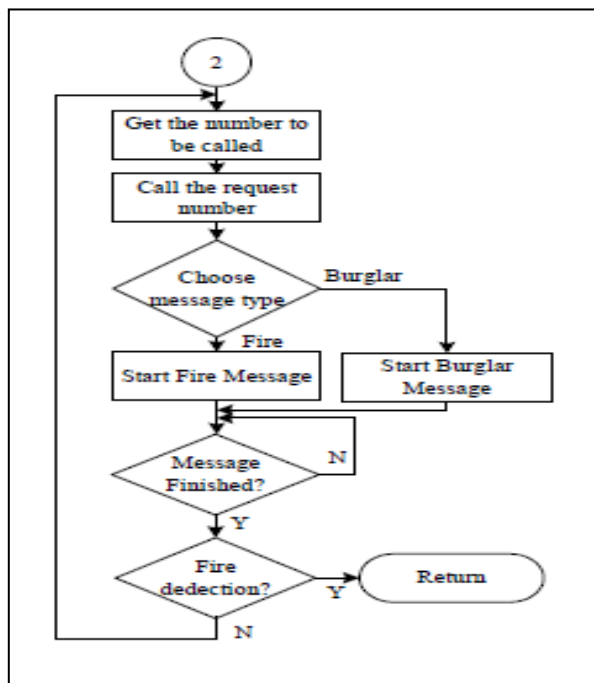 2
Get the number to
be called
Call the request
number
Choose
message type
Burglar
Fire
Start Fire Message
Start Burglar
Message
Message
Finished?
N
Y
Fire
dedection?
Y
Return
N